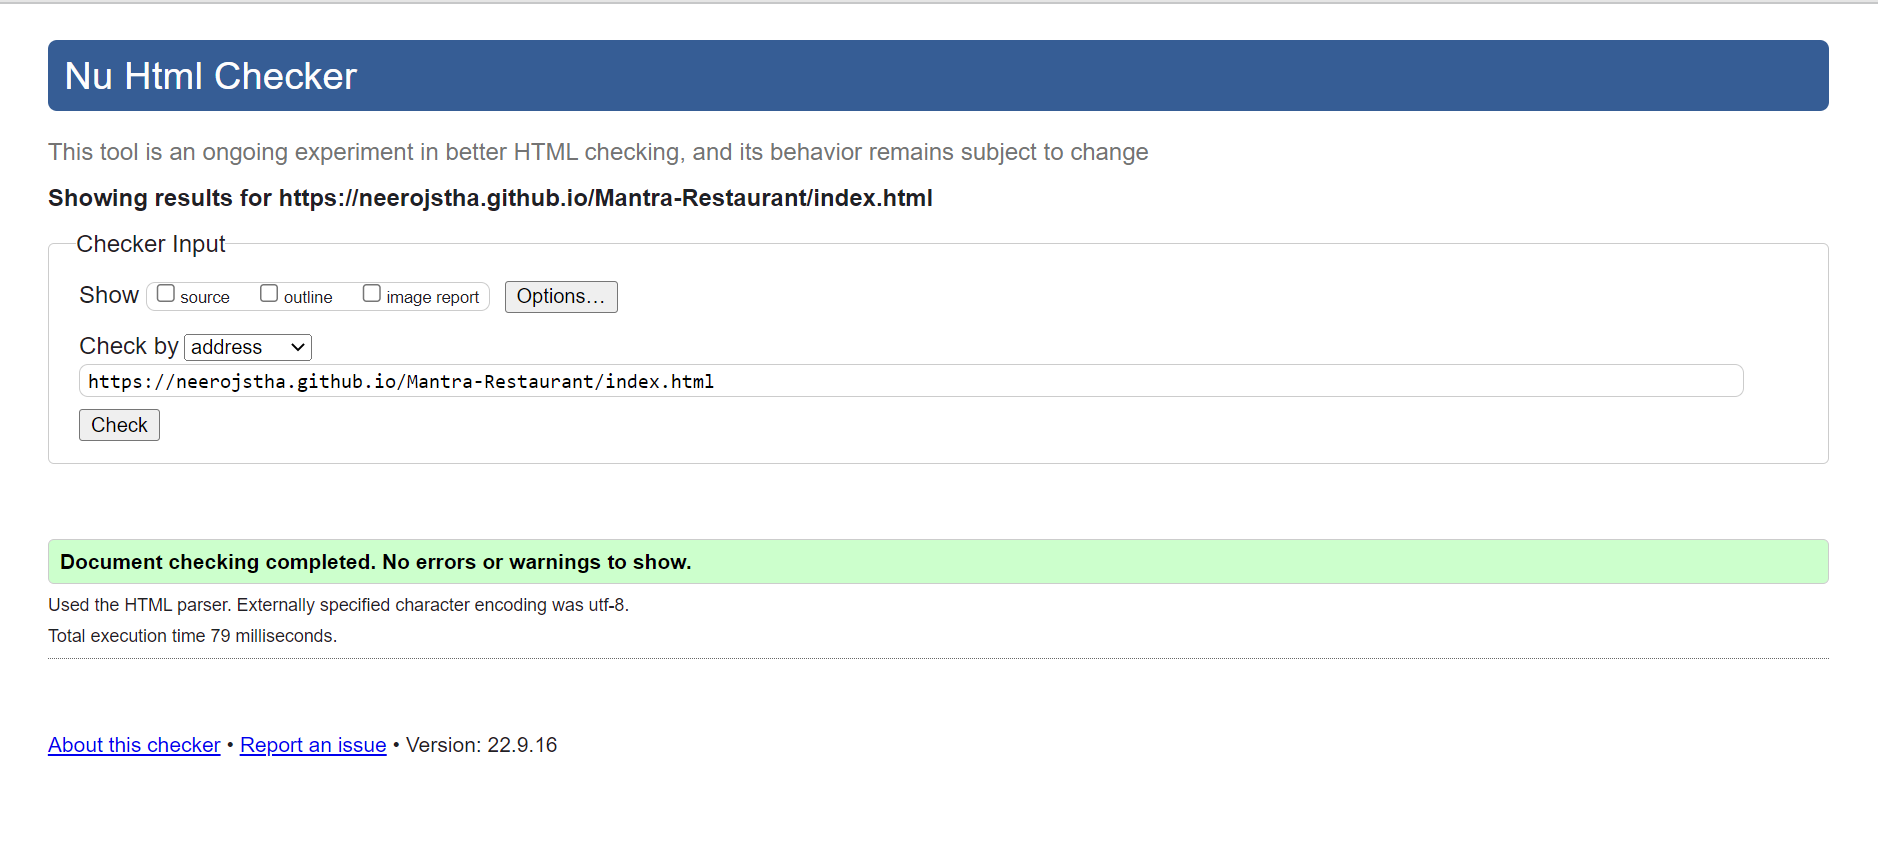 Nu Html Checker
This tool is an ongoing experiment in better HTML checking, and its behavior remains subject to change
Showing results for https://neerojstha.github.io/Mantra-Restaurant/index.html
Checker Input
Show source outline image report Options...
Check by address
https://neerojstha.github.io/Mantra-Restaurant/index.html
Check
Document checking completed. No errors or warnings to show.
Used the HTML parser. Externally specified character encoding was utf-8.
Total execution time 79 milliseconds.
About this checker • Report an issue • Version: 22.9.16